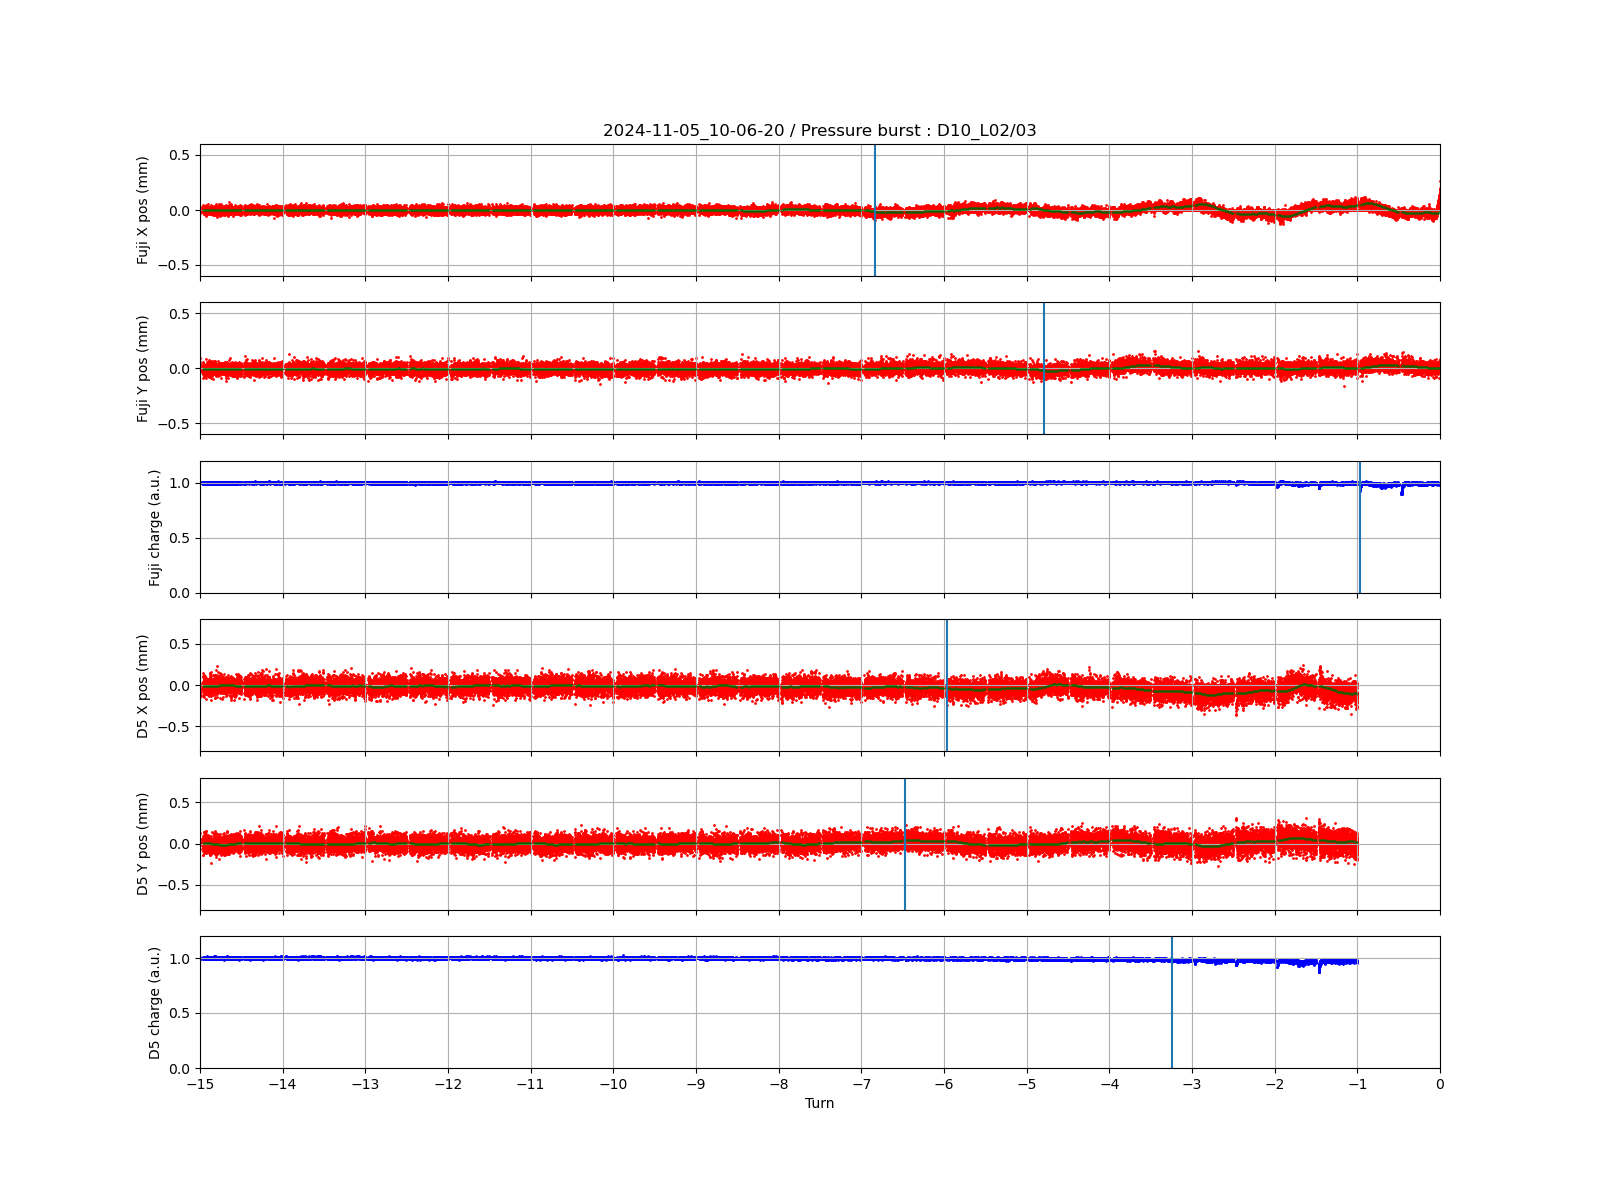 2024-11-05_10-06-20 / Pressure burst : D10_L02/03
Fuji X pos (mm)
0.5
0.0
−0.5
Fuji Y pos (mm)
0.5
0.0
−0.5
Fuji charge (a.u.)
1.0
0.5
0.0
D5 X pos (mm)
0.5
0.0
−0.5
D5 Y pos (mm)
0.5
0.0
−0.5
D5 charge (a.u.)
1.0
0.5
0.0
−15 −14 −13 −12 −11 −10 −9 −8 −7 −6 −5 −4 −3 −2 −1 0
Turn